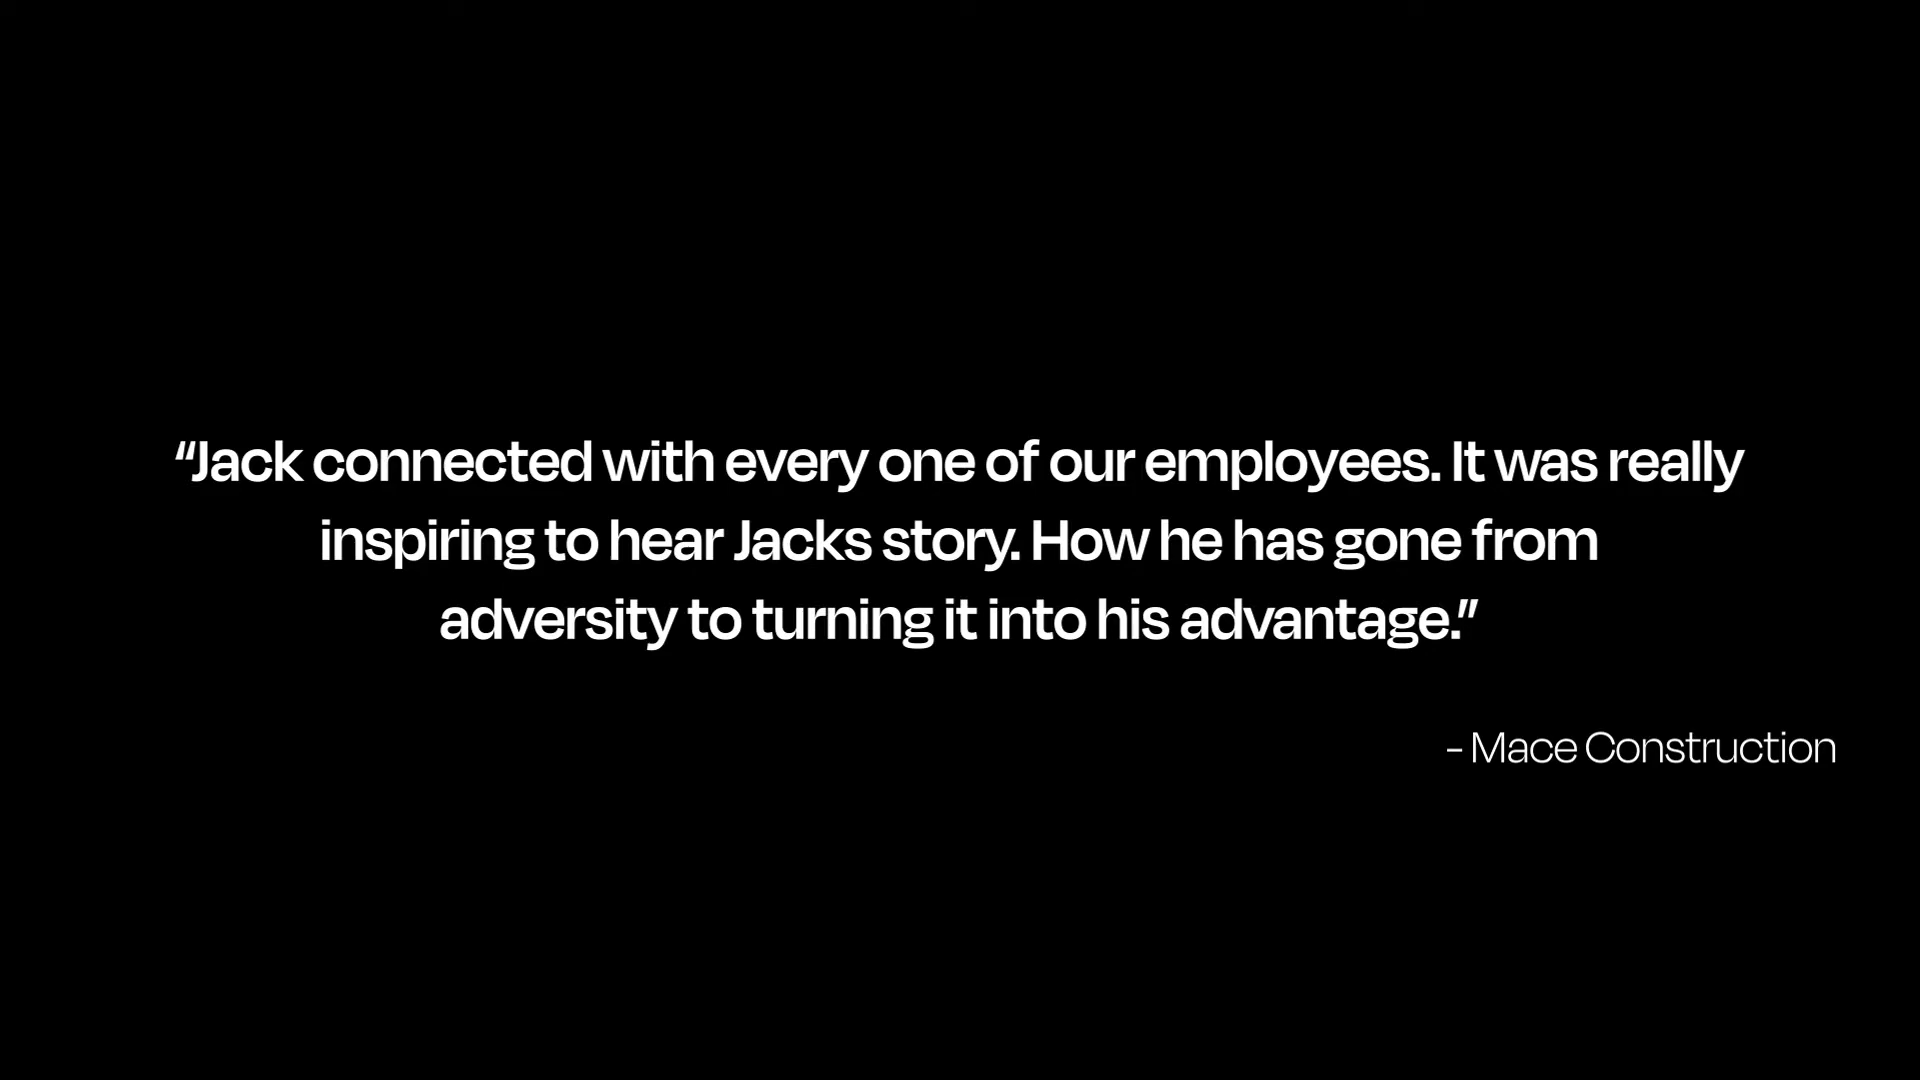 “Jack connected with every one of our employees. It was really
inspiring to hear Jacks story. How he has gone from
adversity to turning it into his advantage.”
- Mace Construction